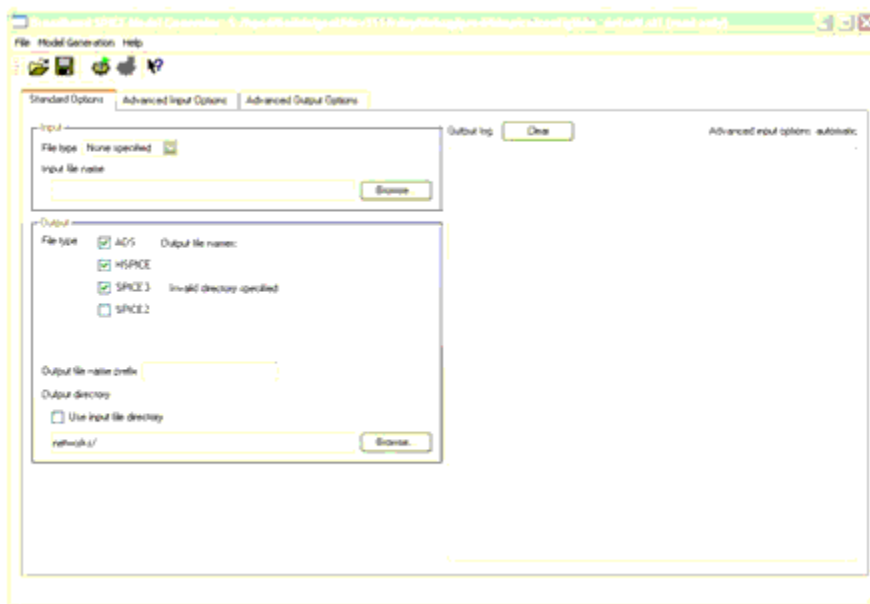 File Model Generation Help
Standard Options Advanced Input Options Advanced Output Options
Input
File type None specified
Input file name
Browse
Output log Clear Advanced input options: automatic
Output
File type ADS Output file names:
HSPICE
SPICE3 Invalid directory specified
SPICE2
Output file name prefix
Output directory
Use input file directory
networks/ Browse...